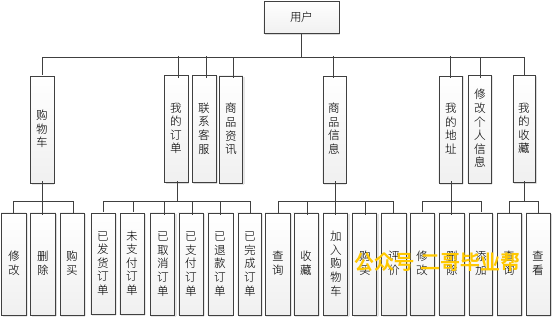 用户
购物车
我的订单
联系客服
商品资讯
商品信息
我的地址
修改个人信息
我的收藏
修改
删除
购买
已发货订单
未支付订单
已取消订单
已支付订单
已退款订单
已完成订单
查询
收藏
加入购物车
购买
评价
修改
删除
添加
查询
查看
公众号 二哥毕业帮